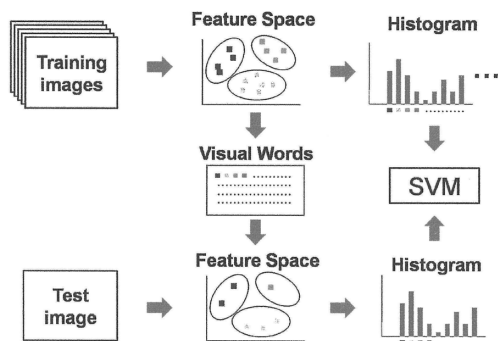 Feature Space
Histogram
Training
images
Visual Words
SVM
Feature Space
Histogram
Test
image